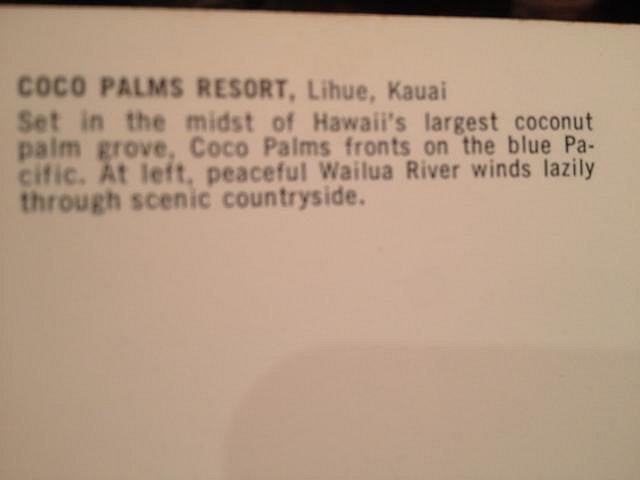 COCO PALMS RESORT, Lihue, Kauai
Set in the midst of Hawaii's largest coconut
palm grove, Coco Palms fronts on the blue Pa-
cific. At left, peaceful Wailua River winds lazily
through scenic countryside.